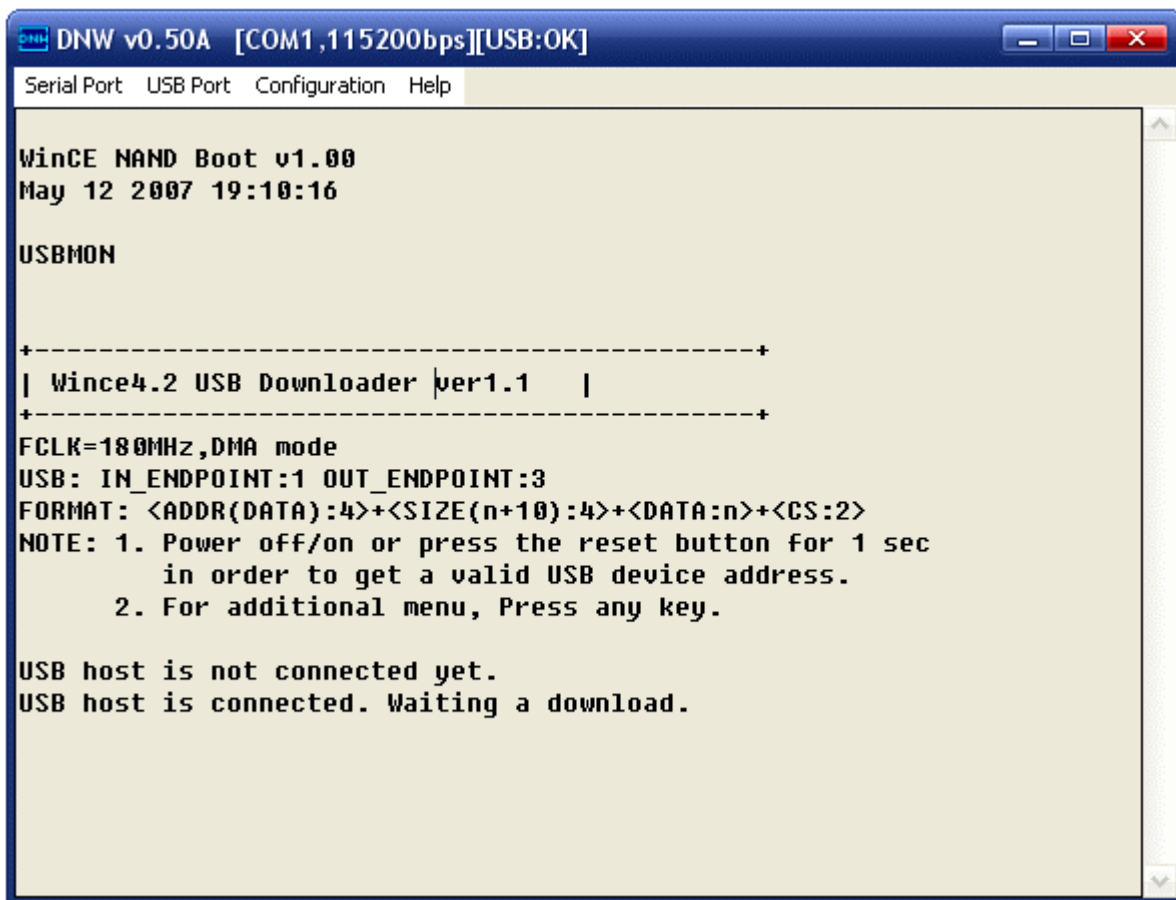 DNW v0.50A [COM1,115200bps][USB:OK]
Serial Port USB Port Configuration Help
WinCE NAND Boot v1.00
May 12 2007 19:10:16
USBMON
+---------------------------------------------+
| Wince4.2 USB Downloader ver1.1 |
+---------------------------------------------+
FCLK=180MHz,DMA mode
USB: IN_ENDPOINT:1 OUT_ENDPOINT:3
FORMAT: <ADDR(DATA):4>+<SIZE(n+10):4>+<DATA:n>+<CS:2>
NOTE: 1. Power off/on or press the reset button for 1 sec
in order to get a valid USB device address.
2. For additional menu, Press any key.
USB host is not connected yet.
USB host is connected. Waiting a download.